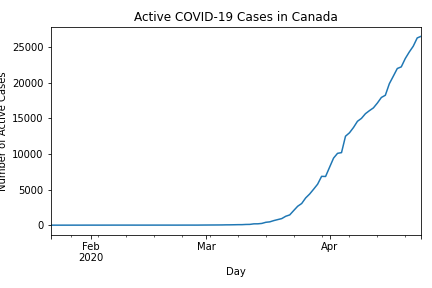 Active COVID-19 Cases in Canada
Number of Active Cases
25000
20000
15000
10000
5000
0
Feb
2020
Mar
Apr
Day